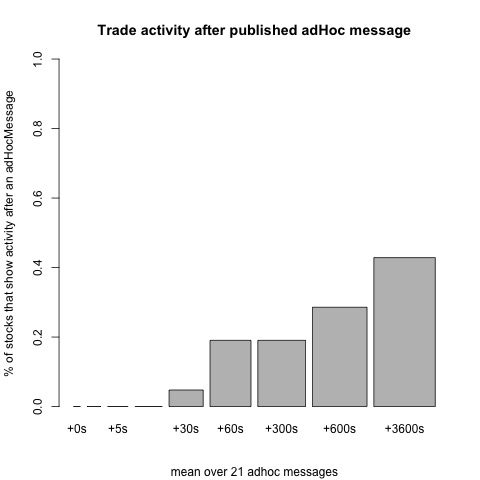 Trade activity after published adHoc message
% of stocks that show activity after an adHocMessage
1.0
0.8
0.6
0.4
0.2
0.0
+0s +5s +30s +60s +300s +600s +3600s
mean over 21 adhoc messages